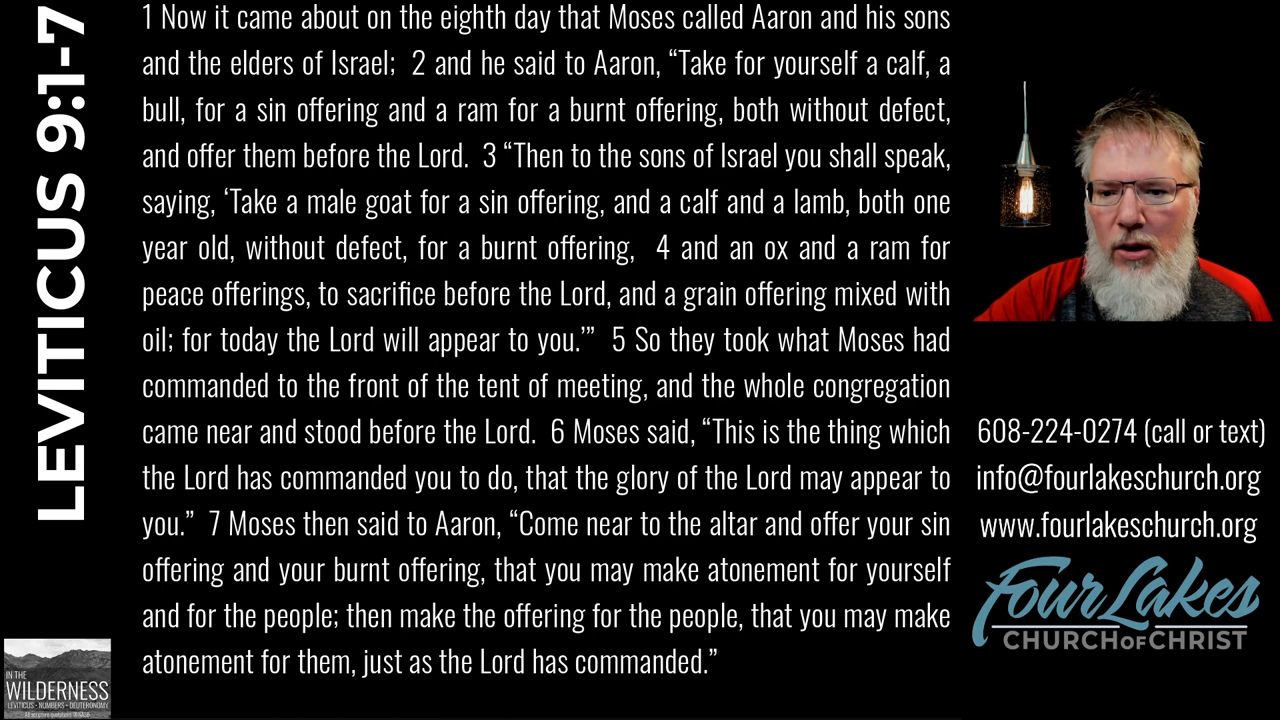 LEVITICUS 9:1-7
1 Now it came about on the eighth day that Moses called Aaron and his sons
and the elders of Israel;  2 and he said to Aaron, “Take for yourself a calf, a
bull, for a sin offering and a ram for a burnt offering, both without defect,
and offer them before the Lord.  3 “Then to the sons of Israel you shall speak,
saying, ‘Take a male goat for a sin offering, and a calf and a lamb, both one
year old, without defect, for a burnt offering,  4 and an ox and a ram for
peace offerings, to sacrifice before the Lord, and a grain offering mixed with
oil; for today the Lord will appear to you.’”  5 So they took what Moses had
commanded to the front of the tent of meeting, and the whole congregation
came near and stood before the Lord.  6 Moses said, “This is the thing which
the Lord has commanded you to do, that the glory of the Lord may appear to
you.”  7 Moses then said to Aaron, “Come near to the altar and offer your sin
offering and your burnt offering, that you may make atonement for yourself
and for the people; then make the offering for the people, that you may make
atonement for them, just as the Lord has commanded.”
608-224-0274 (call or text)
info@fourlakeschurch.org
www.fourlakeschurch.org
Four Lakes
CHURCH OF CHRIST
IN THE
WILDERNESS
LEVITICUS • NUMBERS • DEUTERONOMY